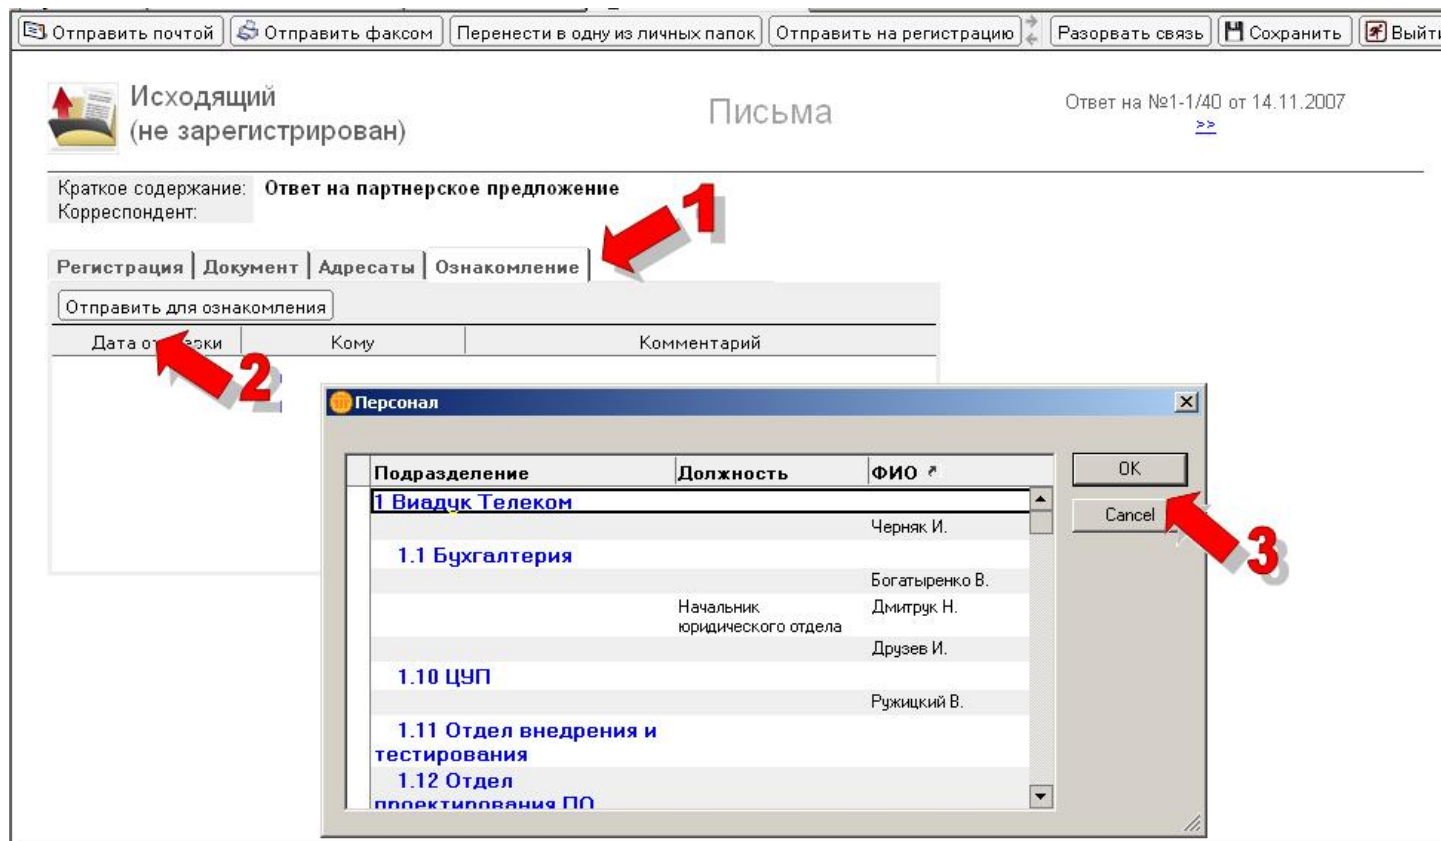 Отправить почтой Отправить факсом Перенести в одну из личных папок Отправить на регистрацию Разорвать связь Сохранить
Исходящий
(не зарегистрирован)
Письма
Ответ на №1-1/40 от 14.11.2007
>>
Краткое содержание: Ответ на партнерское предложение
Корреспондент:
1
Регистрация Документ Адресаты Ознакомление
Отправить для ознакомления
Дата Кому Комментарий
2
Персонал
Подразделение Должность ФИО
OK
1 Виадук Телеком
Cancel
Черняк И.
3
1.1 Бухгалтерия
Богатыренко В.
Начальник Дмитрук Н.
юридического отдела
Друзев И.
1.10 ЦУП
Ружицкий В.
1.11 Отдел внедрения и
тестирования
1.12 Отдел
проектирования ПО